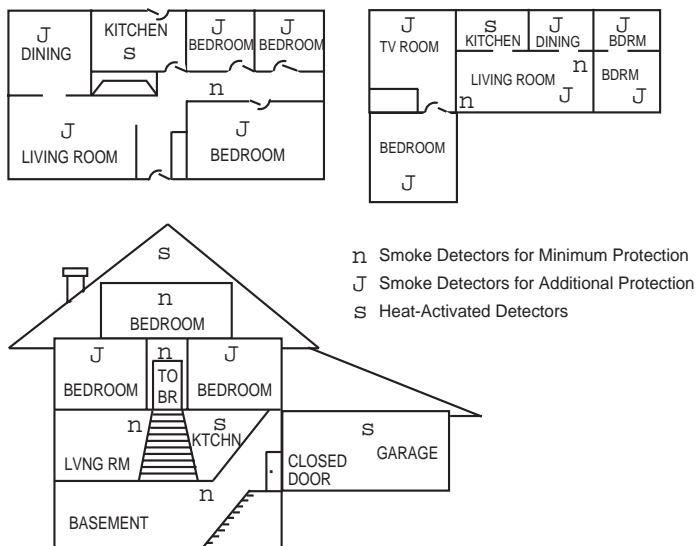 J
DINING
KITCHEN
s
J
BEDROOM
J
BEDROOM
n
J
LIVING ROOM
J
BEDROOM
J
TV ROOM
s
KITCHEN
J
DINING
J
BDRM
LIVING ROOM
n
J
n
BDRM
J
BEDROOM
J
n Smoke Detectors for Minimum Protection
J Smoke Detectors for Additional Protection
s Heat-Activated Detectors
s
n
BEDROOM
J
BEDROOM
n
TO
BR
J
BEDROOM
n
LVNG RM
s
KTCHN
n
BASEMENT
s
GARAGE
CLOSED
DOOR